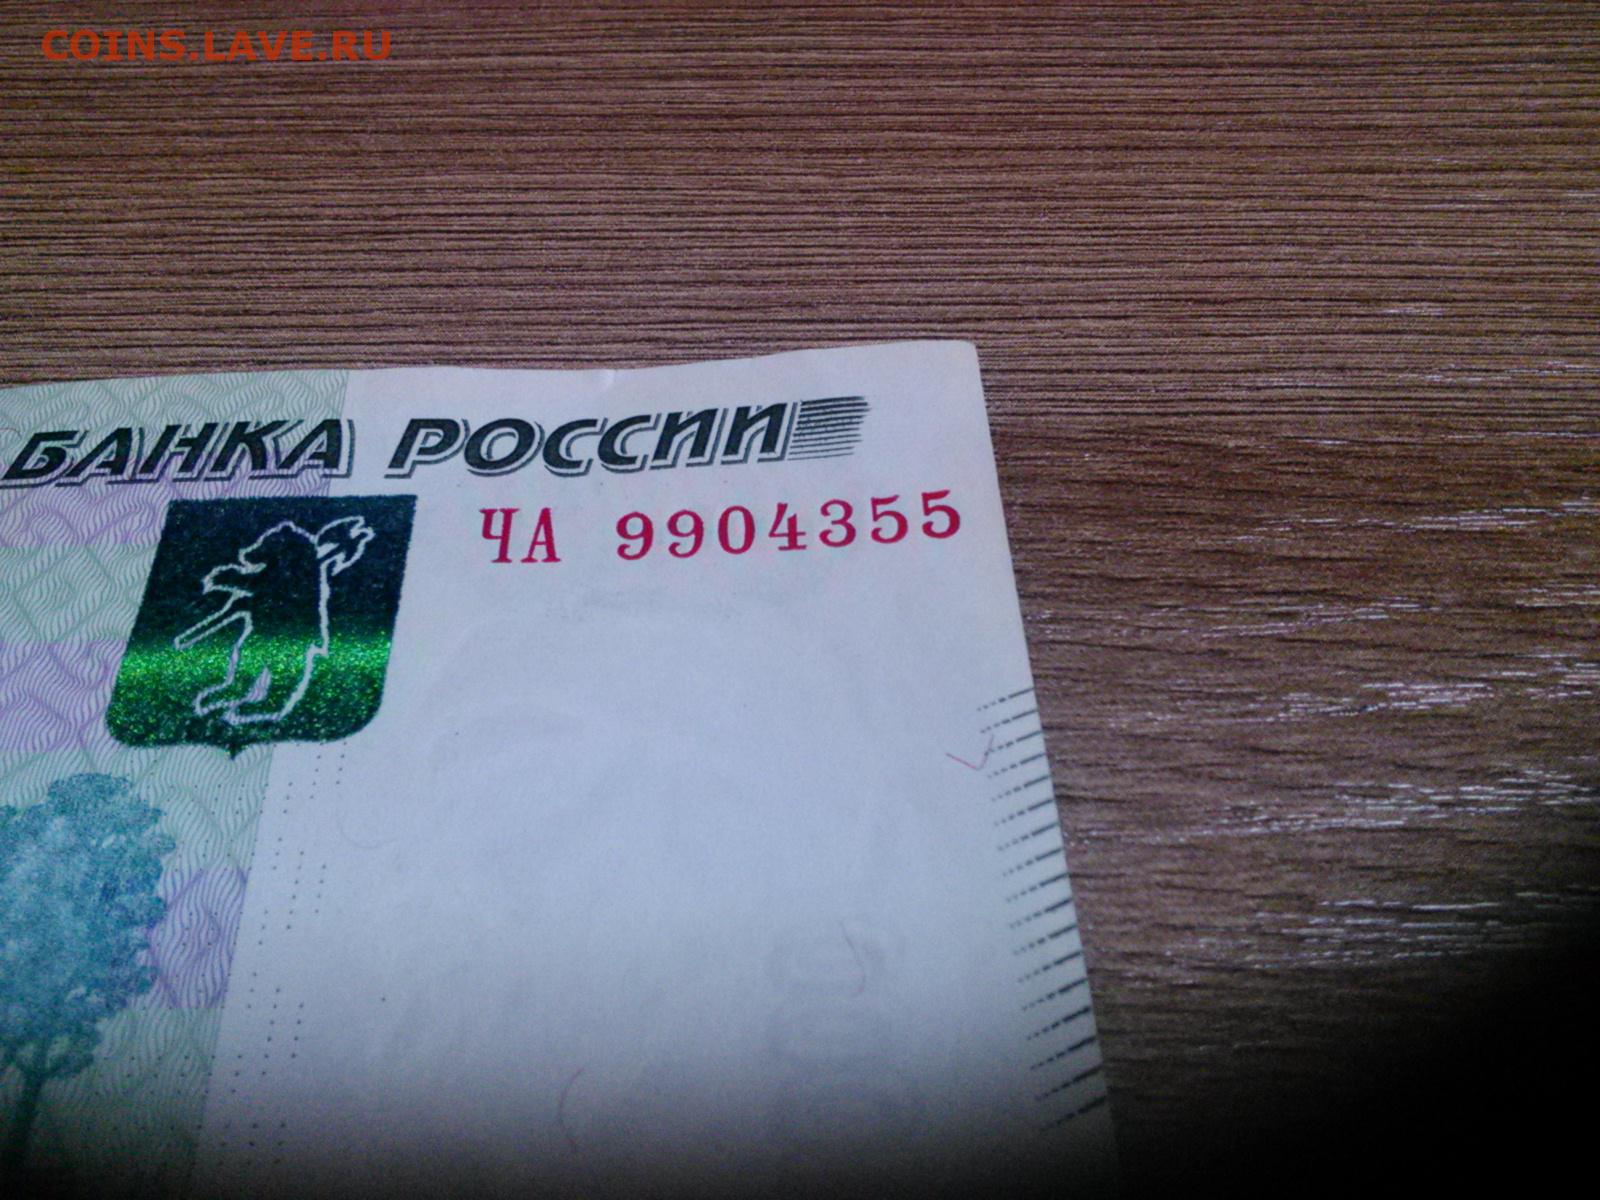 COINS.LAVE.RU
БАНКА РОССИИ
ЧА 9904355